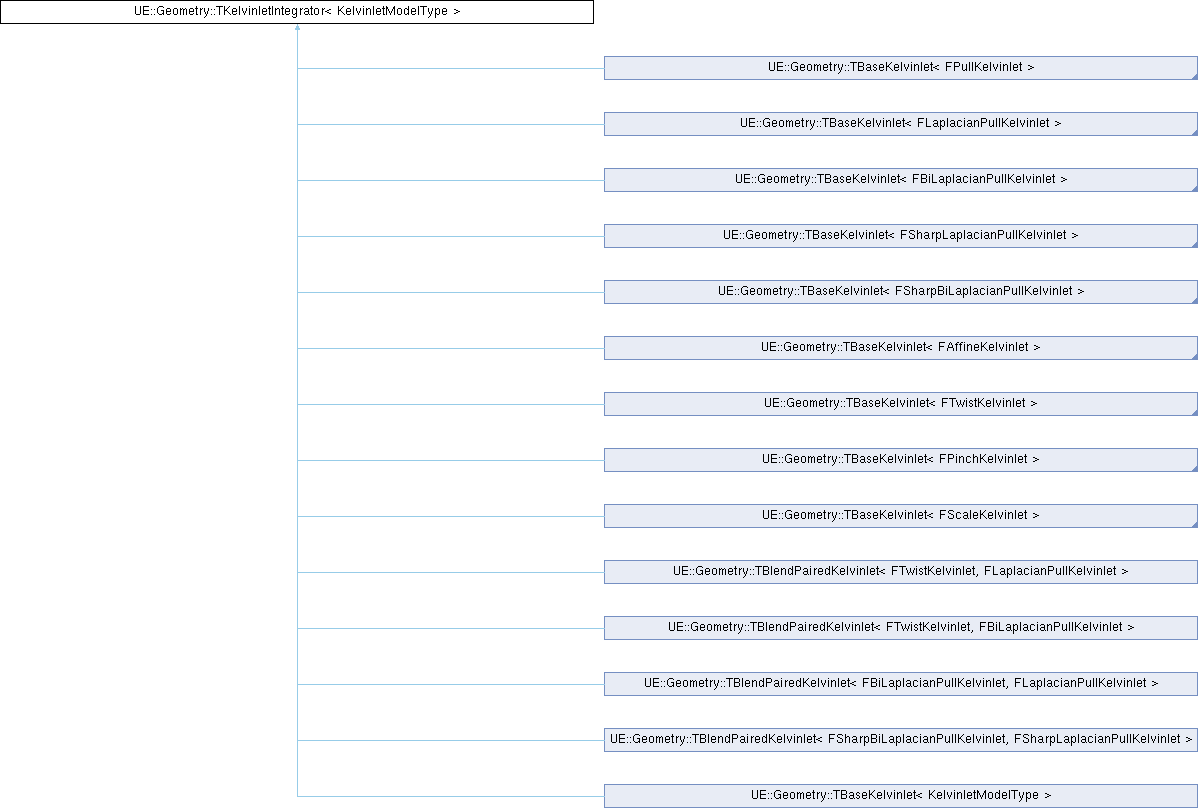 UE::Geometry::TKelvinletIntegrator< KelvinletModelType >
UE::Geometry::TBaseKelvinlet< FPullKelvinlet >
UE::Geometry::TBaseKelvinlet< FLaplacianPullKelvinlet >
UE::Geometry::TBaseKelvinlet< FBiLaplacianPullKelvinlet >
UE::Geometry::TBaseKelvinlet< FSharpLaplacianPullKelvinlet >
UE::Geometry::TBaseKelvinlet< FSharpBiLaplacianPullKelvinlet >
UE::Geometry::TBaseKelvinlet< FAffineKelvinlet >
UE::Geometry::TBaseKelvinlet< FTwistKelvinlet >
UE::Geometry::TBaseKelvinlet< FPinchKelvinlet >
UE::Geometry::TBaseKelvinlet< FScaleKelvinlet >
UE::Geometry::TBlendPairedKelvinlet< FTwistKelvinlet, FLaplacianPullKelvinlet >
UE::Geometry::TBlendPairedKelvinlet< FTwistKelvinlet, FBiLaplacianPullKelvinlet >
UE::Geometry::TBlendPairedKelvinlet< FBiLaplacianPullKelvinlet, FLaplacianPullKelvinlet >
UE::Geometry::TBlendPairedKelvinlet< FSharpBiLaplacianPullKelvinlet, FSharpLaplacianPullKelvinlet >
UE::Geometry::TBaseKelvinlet< KelvinletModelType >